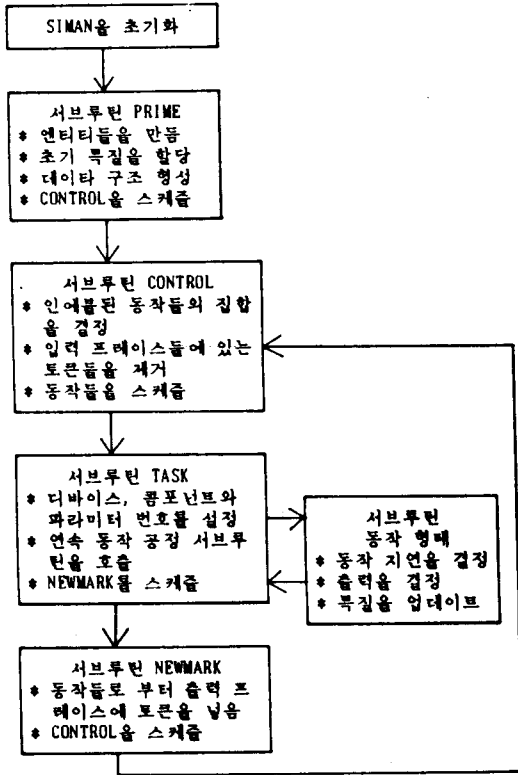 SIMAN을 초기화
서브루틴 PRIME
* 엔티티들을 만듬
* 초기 특질을 할당
* 데이타 구조 형성
* CONTROL을 스케쥴
서브루틴 CONTROL
* 인에블된 동작들의 집합
을 결정
* 입력 프레이스들에 있는
토큰들을 제거
* 동작들을 스케쥴
서브루틴 TASK
* 디바이스, 콤포넌트와
파라미터 번호를 설정
* 연속 동작 공정 서브루
틴을 호출
* NEWMARK를 스케쥴
서브루틴
동작 형태
* 동작 지연을 결정
* 출력을 결정
* 특질을 업데이트
서브루틴 NEWMARK
* 동작들로 부터 출력 프
레이스에 토큰을 넣음
* CONTROL을 스케쥴